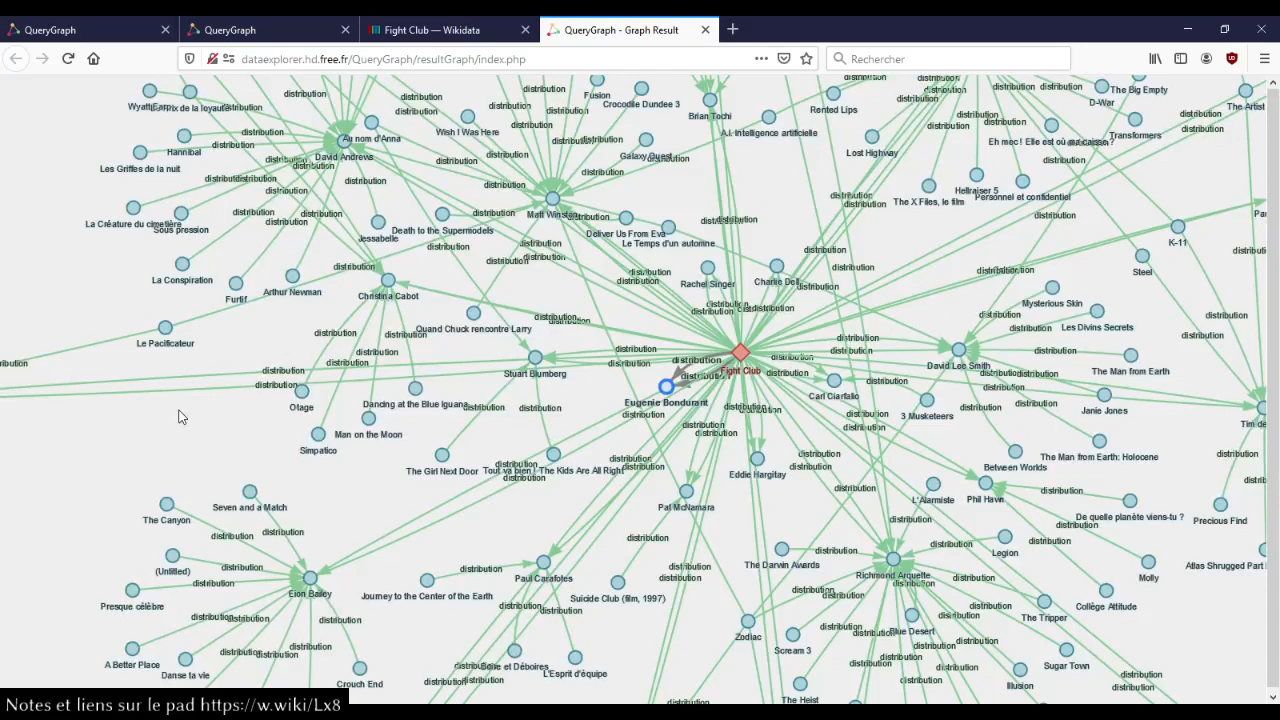 QueryGraph
QueryGraph
Fight Club — Wikidata
QueryGraph - Graph Result
dataexplorer.hd.free.fr/QueryGraph/resultGraph/index.php
Rechercher
Fusion
Crocodile Dundee 3
Brian Tochi
Rented Lips
D-War
The Big Empty
The Artist
Wish I Was Here
A.I. Intelligence artificielle
Transformers
Au nom d'Anna
David Andrews
Hannibal
Galaxy Quest
Lost Highway
Les Griffes de la nuit
The X Files, le film
Hellraiser 5
Personnel et confidentiel
La Créature du cimetière
Sous pression
Jessabelle
Death to the Supermodels
Matt Winston
Deliver Us From Eva
Le Temps d'un automne
K-11
La Conspiration
Furtif
Arthur Newman
Christina Cabot
Rachel Singer
Charlie Dell
Steel
Mysterious Skin
Les Divins Secrets
Le Pacificateur
Quand Chuck rencontre Larry
Stuart Blumberg
Fight Club
David Lee Smith
The Man from Earth
Eugenie Bondurant
Carl Ciarfalio
Otage
Dancing at the Blue Iguana
3 Musketeers
Janie Jones
Simpatico
Man on the Moon
The Girl Next Door
Tout va bien ! The Kids Are All Right
Eddie Hargitay
Between Worlds
The Man from Earth: Holocene
Seven and a Match
The Canyon
Pat McNamara
L'Alarmiste
Phil Hawn
De quelle planète viens-tu ?
Precious Find
(Untitled)
Presque célèbre
Eion Bailey
Journey to the Center of the Earth
Paul Carafotes
Suicide Club (film, 1997)
The Darvin Awards
Richmond Arquette
Legion
Molly
Atlas Shrugged Part
Collège Attitude
The Tripper
Zodiac
Scream 3
Blue Desert
Sugar Town
A Better Place
Danse ta vie
Crouch End
L'Esprit d'équipe
The Heist
Illusion
distribution
Notes et liens sur le pad https://w.wiki/Lx8